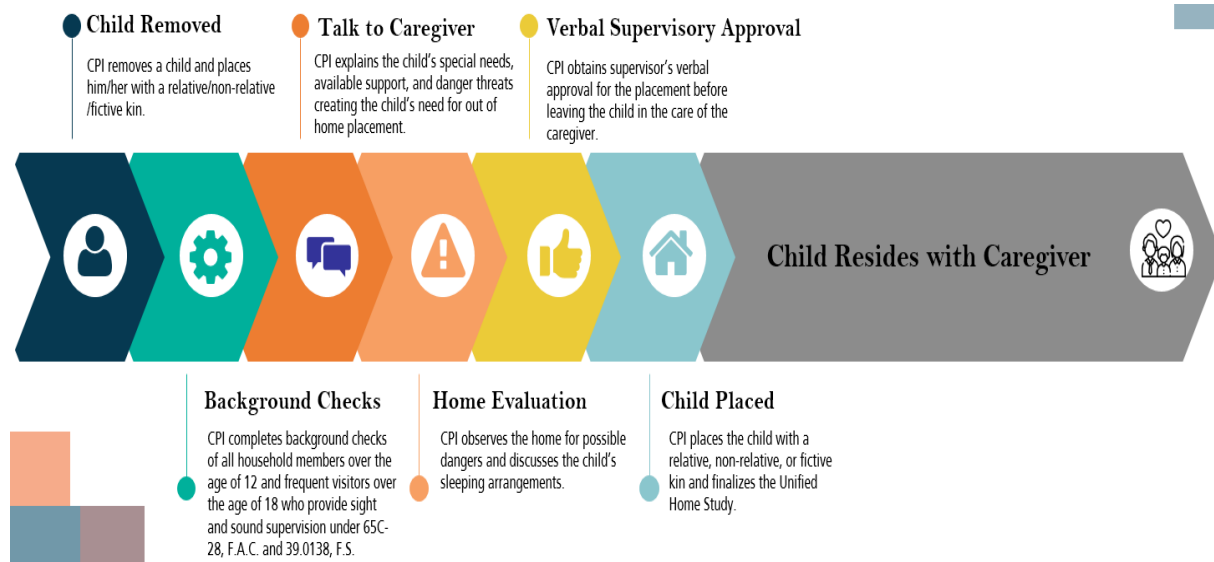 Child Removed
CPI removes a child and places
him/her with a relative/non-relative
/fictive kin.
Talk to Caregiver
CPI explains the child's special needs,
available support, and danger threats
creating the child's need for out of
home placement.
Verbal Supervisory Approval
CPI obtains supervisor's verbal
approval for the placement before
leaving the child in the care of the
caregiver.
Child Resides with Caregiver
Background Checks
CPI completes background checks
of all household members over the
age of 12 and frequent visitors over
the age of 18 who provide sight
and sound supervision under 65C-
28, F.A.C. and 39.0138, F.S.
Home Evaluation
CPI observes the home for possible
dangers and discusses the child's
sleeping arrangements.
Child Placed
CPI places the child with a
relative, non-relative, or fictive
kin and finalizes the Unified
Home Study.